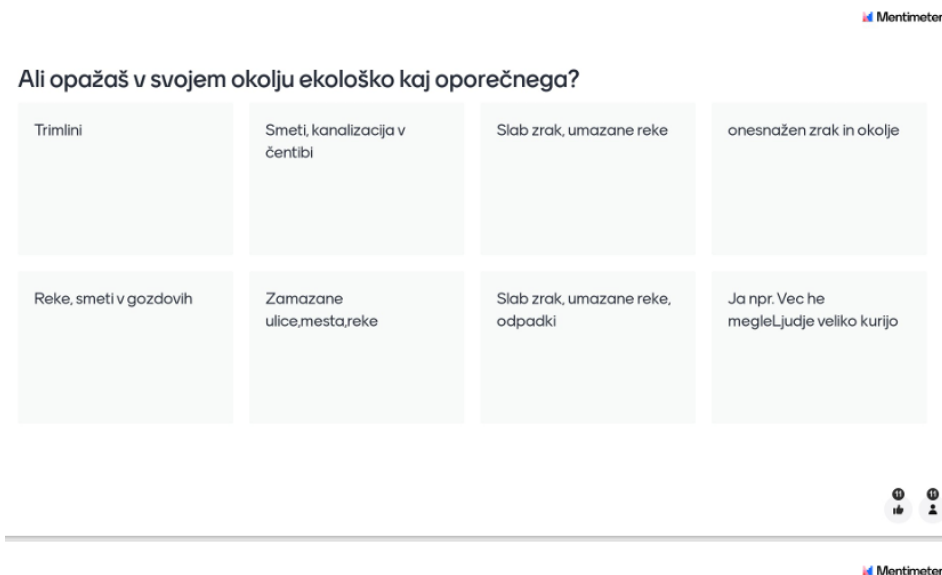 Mentimeter
Ali opažaš v svojem okolju ekološko kaj oporečnega?
Trimlini
Smeti, kanalizacija v
čentibi
Slab zrak, umazane reke
onesnažen zrak in okolje
Reke, smeti v gozdovih
Zamazane
ulice,mesta,reke
Slab zrak, umazane reke,
odpadki
Ja npr. Vec he
megleLjudje veliko kurijo
11
11
Mentimeter